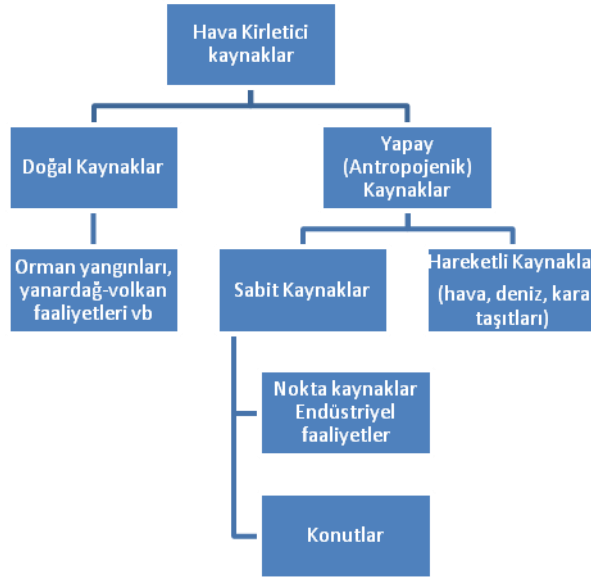 Hava Kirletici
kaynaklar
Doğal Kaynaklar
Yapay
(Antropojenik)
Kaynaklar
Orman yangınları,
yanardağ-volkan
faaliyetleri vb
Sabit Kaynaklar
Hareketli Kaynakla
(hava, deniz, kara
taşıtları)
Nokta kaynaklar
Endüstriyel
faaliyetler
Konutlar